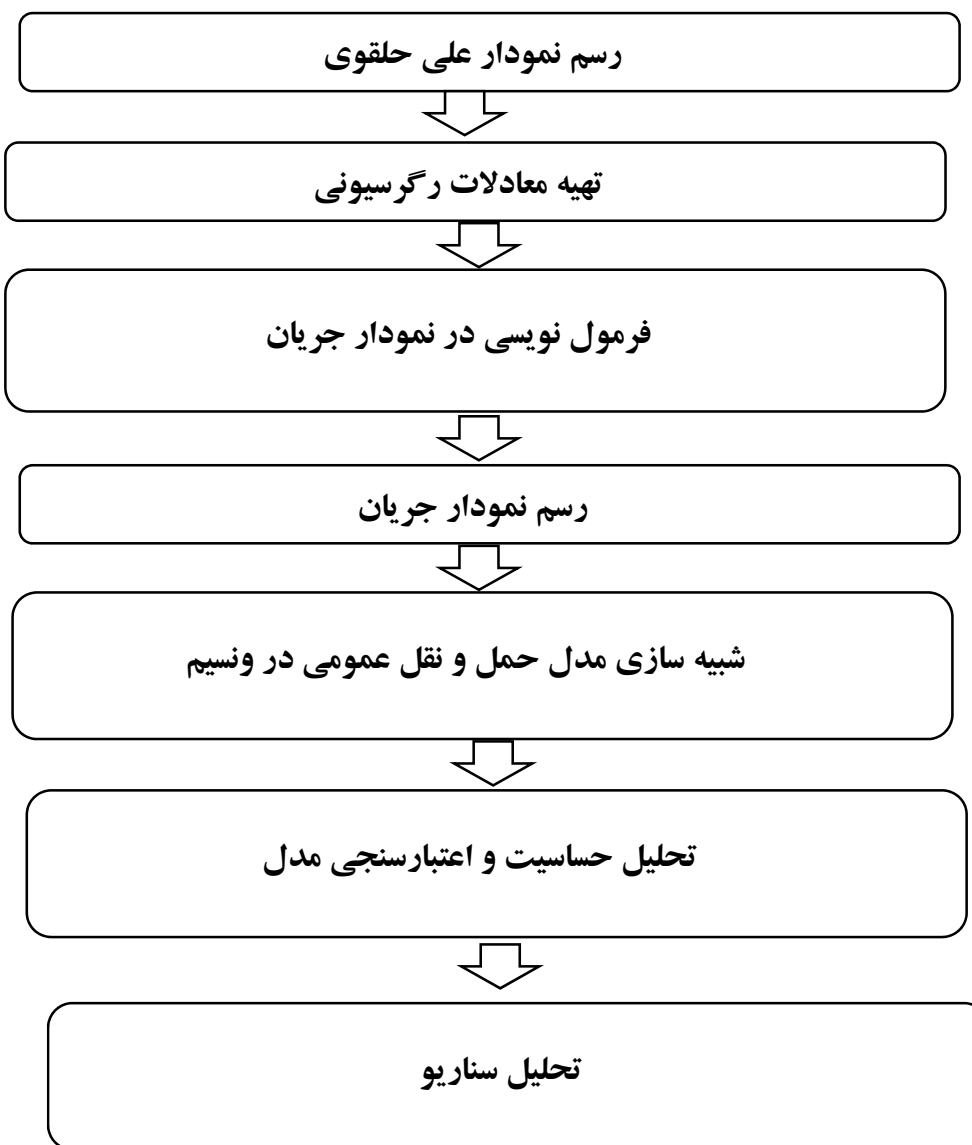 رسم نمودار علی حلقوی
تهیه معادلات رگرسیونی
فرمول نویسی در نمودار جریان
رسم نمودار جریان
شبیه سازی مدل حمل و نقل عمومی در ونسیم
تحلیل حساسیت و اعتبارسنجی مدل
تحلیل سناریو